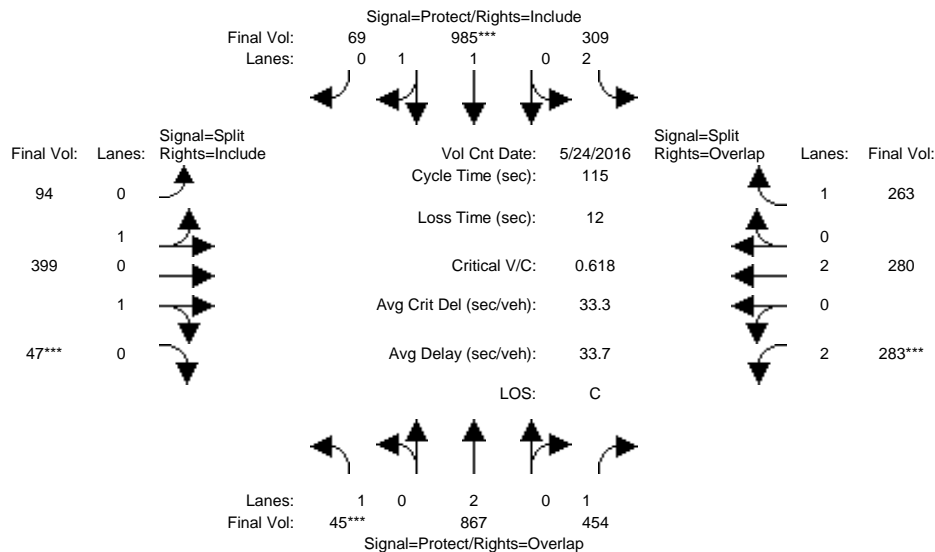 Signal=Protect/Rights=Include
Final Vol: 69 985*** 309
Lanes: 0 1 1 0 2
Signal=Split Signal=Split
Final Vol: Lanes: Rights=Include Vol Cnt Date: 5/24/2016 Rights=Overlap Lanes: Final Vol:
Cycle Time (sec): 115
94 0 1 263
Loss Time (sec): 12
1 0
399 0 Critical V/C: 0.618 2 280
1 Avg Crit Del (sec/veh): 33.3 0
47*** 0 Avg Delay (sec/veh): 33.7 2 283***
LOS: C
Lanes: 1 0 2 0 1
Final Vol: 45*** 867 454
Signal=Protect/Rights=Overlap